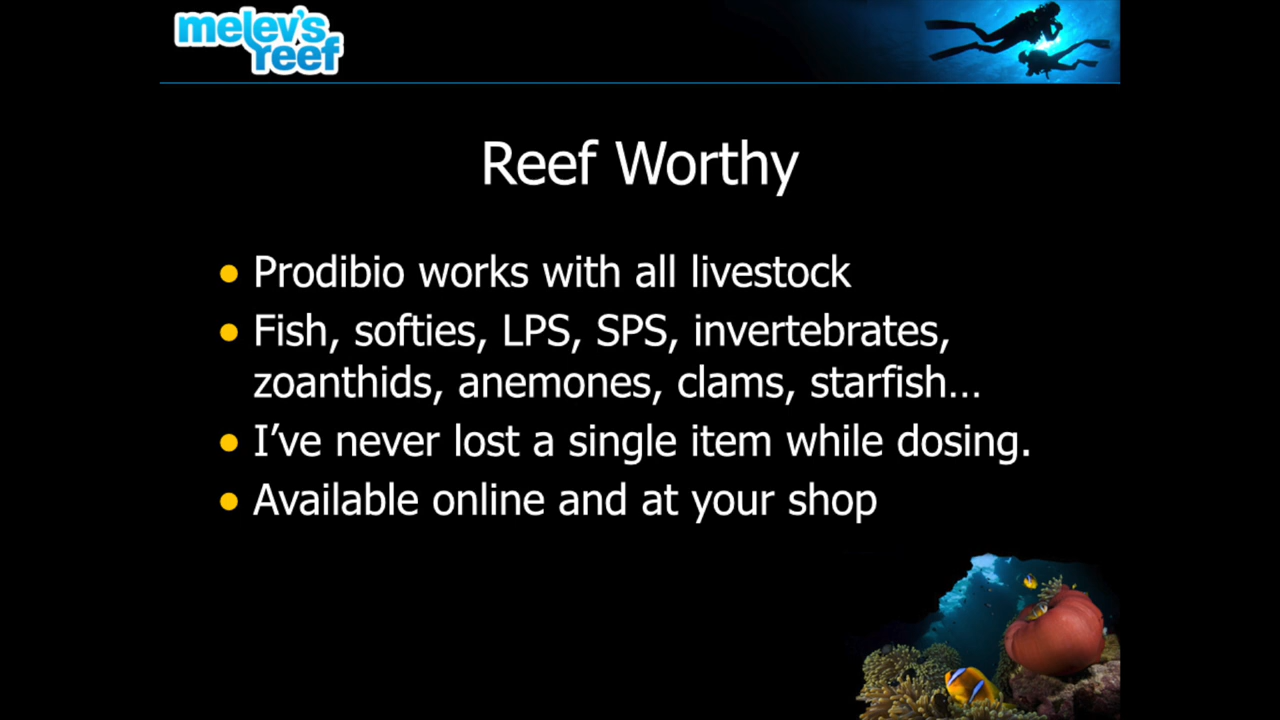 melev's
reef
Reef Worthy
● Prodibio works with all livestock
● Fish, softies, LPS, SPS, invertebrates,
zoanthids, anemones, clams, starfish…
● I’ve never lost a single item while dosing.
● Available online and at your shop